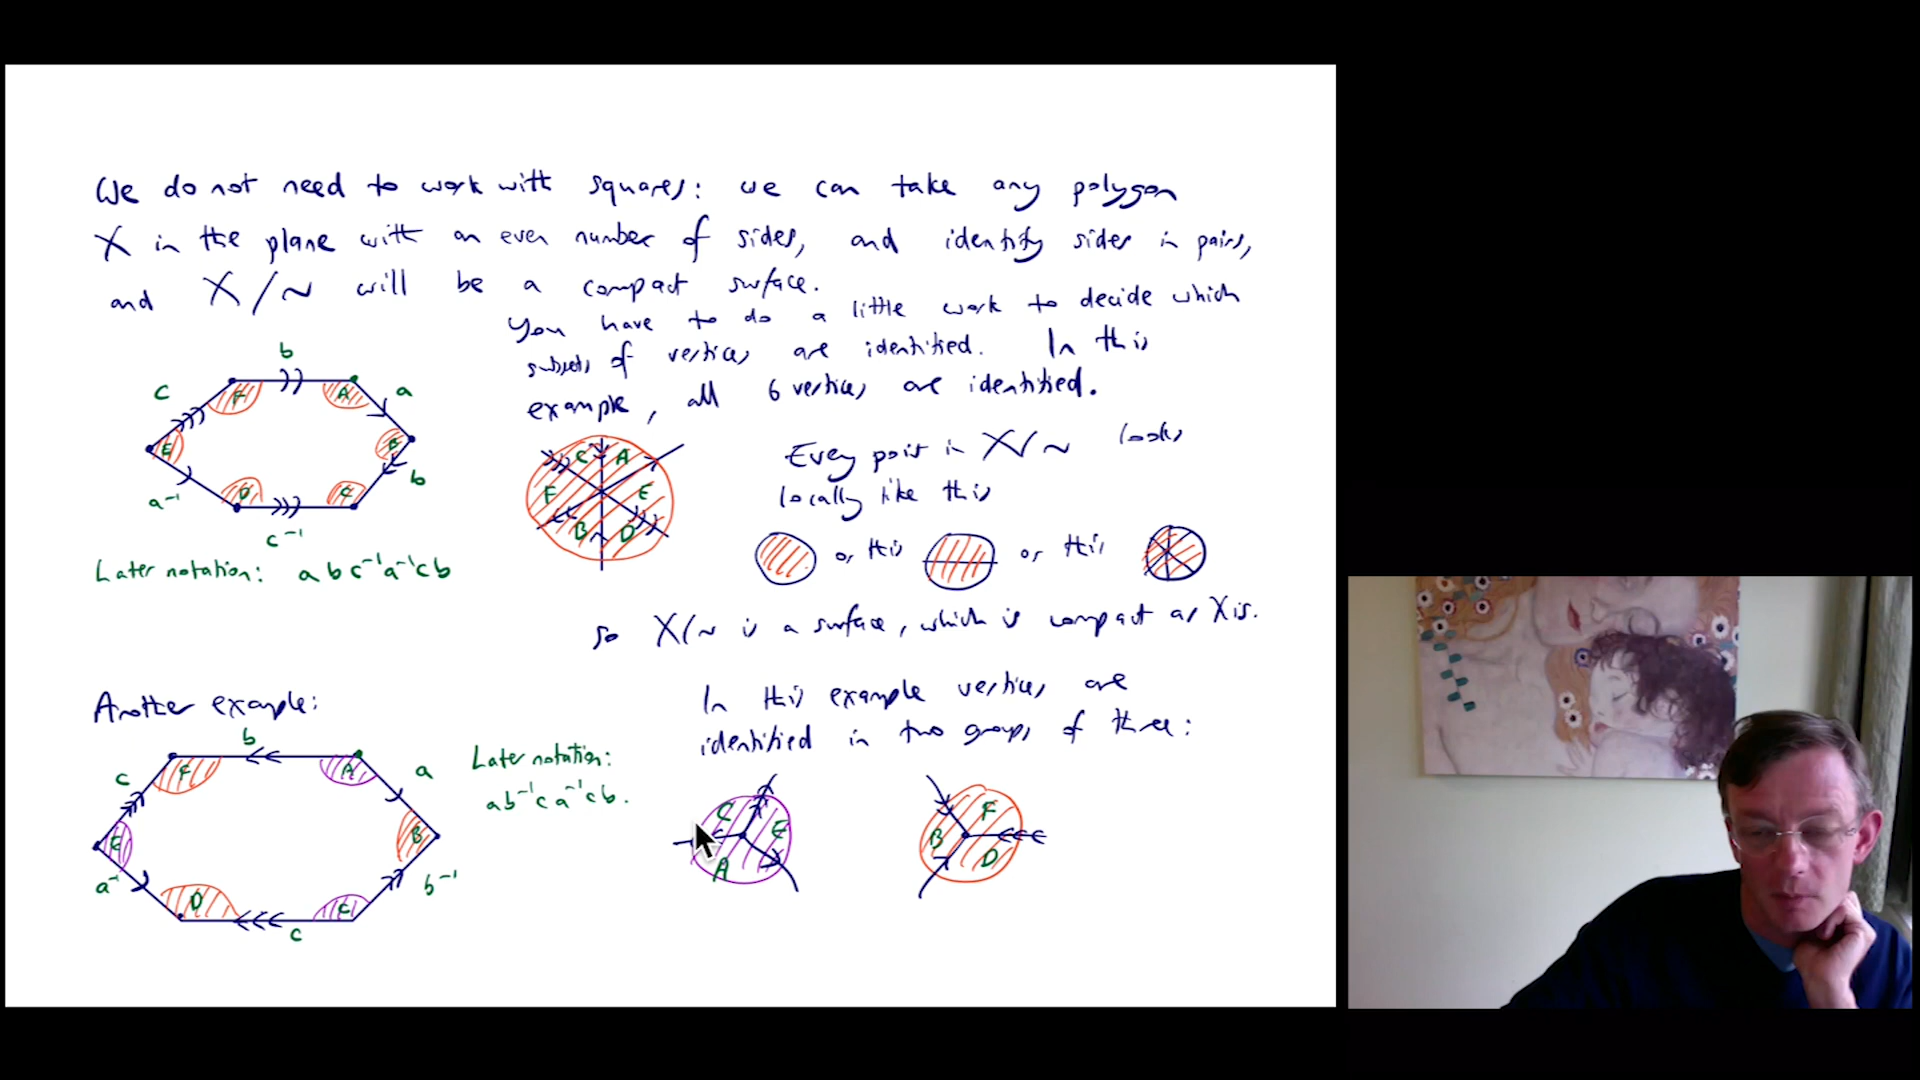 We do not need to work with squares: we can take any polygon
X in the plane with an even number of sides, and identify sides in pairs,
and X/~ will be a compact surface.
You have to do a little work to decide which
subsets of vertices are identified. In this
example, all 6 vertices are identified.
b
c
F
A
a
E
B
a⁻¹
D
C
b
c⁻¹
Later notation: abc⁻¹a⁻¹cb
C A
F E
B D
Every point in X/~ looks
locally like this
or this or this
so X/~ is a surface, which is compact as X is.
Another example:
b
c
F
A
a
E
B
a⁻¹
D
C
b⁻¹
c
Later notation:
ab⁻¹ca⁻¹cb.
In this example vertices are
identified in two groups of three:
C E
A
F
B
D